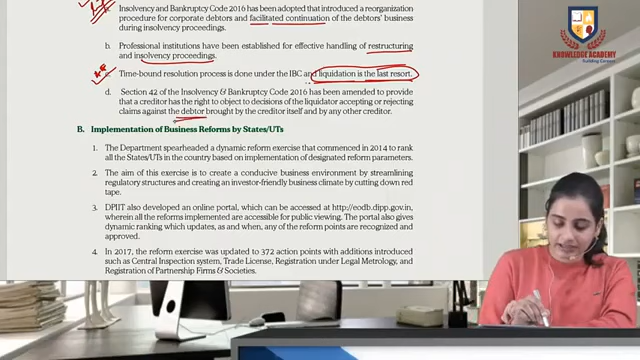 Insolvency and Bankruptcy Code 2016 has been adopted that introduced a reorganization
procedure for corporate debtors and facilitated continuation of the debtors' business
during insolvency proceedings.
KNOWLEDGE ACADEMY
Building Careers
b. Professional institutions have been established for effective handling of restructuring
and insolvency proceedings.
c. Time-bound resolution process is done under the IBC and liquidation is the last resort.
d. Section 42 of the Insolvency & Bankruptcy Code 2016 has been amended to provide
that a creditor has the right to object to decisions of the liquidator accepting or rejecting
claims against the debtor brought by the creditor itself and by any other creditor.
B. Implementation of Business Reforms by States/UTs
1. The Department spearheaded a dynamic reform exercise that commenced in 2014 to rank
all the States/UTs in the country based on implementation of designated reform parameters.
2. The aim of this exercise is to create a conducive business environment by streamlining
regulatory structures and creating an investor-friendly business climate by cutting down red
tape.
3. DPIIT also developed an online portal, which can be accessed at http://eodb.dipp.gov.in,
wherein all the reforms implemented are accessible for public viewing. The portal also gives
dynamic ranking which updates, as and when, any of the reform points are recognized and
approved.
4. In 2017, the reform exercise was updated to 372 action points with additions introduced
such as Central Inspection system, Trade License, Registration under Legal Metrology, and
Registration of Partnership Firms & Societies.